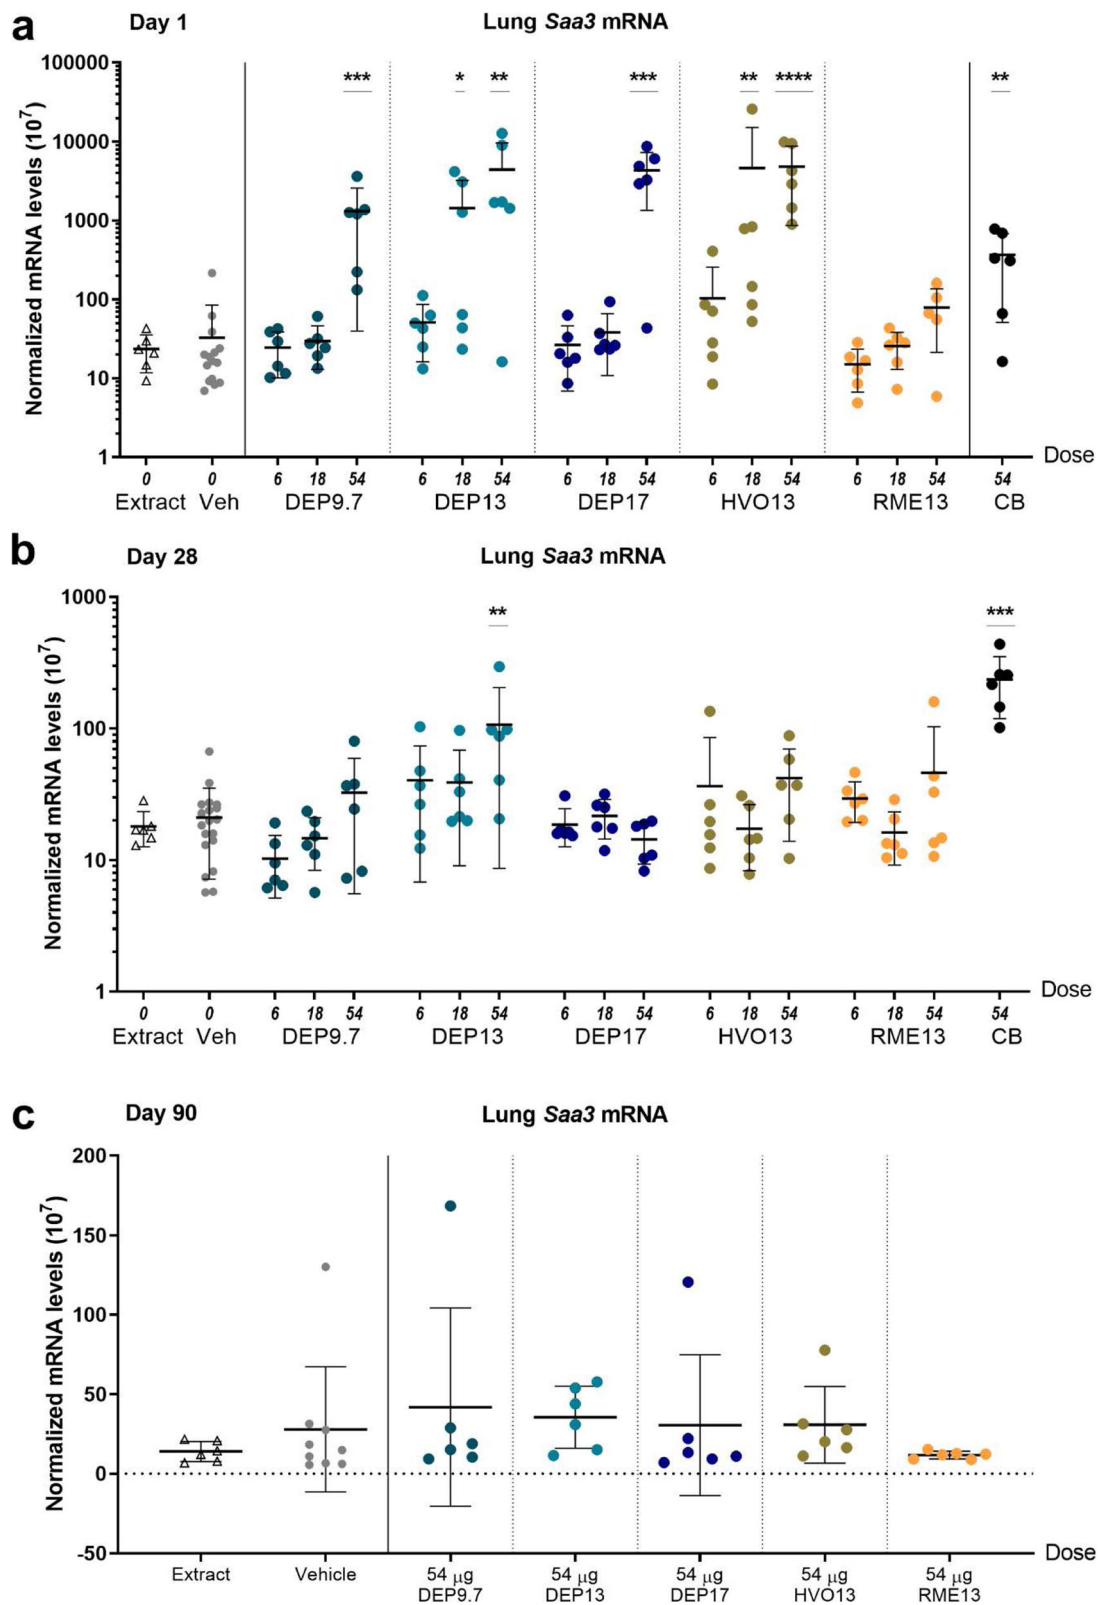 a Day 1 Lung Saa3 mRNA
Normalized mRNA levels (10⁷)
100000
*** * ** *** ** **** **
10000
1000
100
10
1
Dose
0 0 6 18 54 6 18 54 6 18 54 6 18 54 6 18 54 54
Extract Veh DEP9.7 DEP13 DEP17 HVO13 RME13 CB
b Day 28 Lung Saa3 mRNA
Normalized mRNA levels (10⁷)
1000
** ***
100
10
1
Dose
0 0 6 18 54 6 18 54 6 18 54 6 18 54 6 18 54 54
Extract Veh DEP9.7 DEP13 DEP17 HVO13 RME13 CB
c Day 90 Lung Saa3 mRNA
Normalized mRNA levels (10⁷)
200
150
100
50
0
-50
Dose
Extract Vehicle 54 μg 54 μg 54 μg 54 μg 54 μg
DEP9.7 DEP13 DEP17 HVO13 RME13